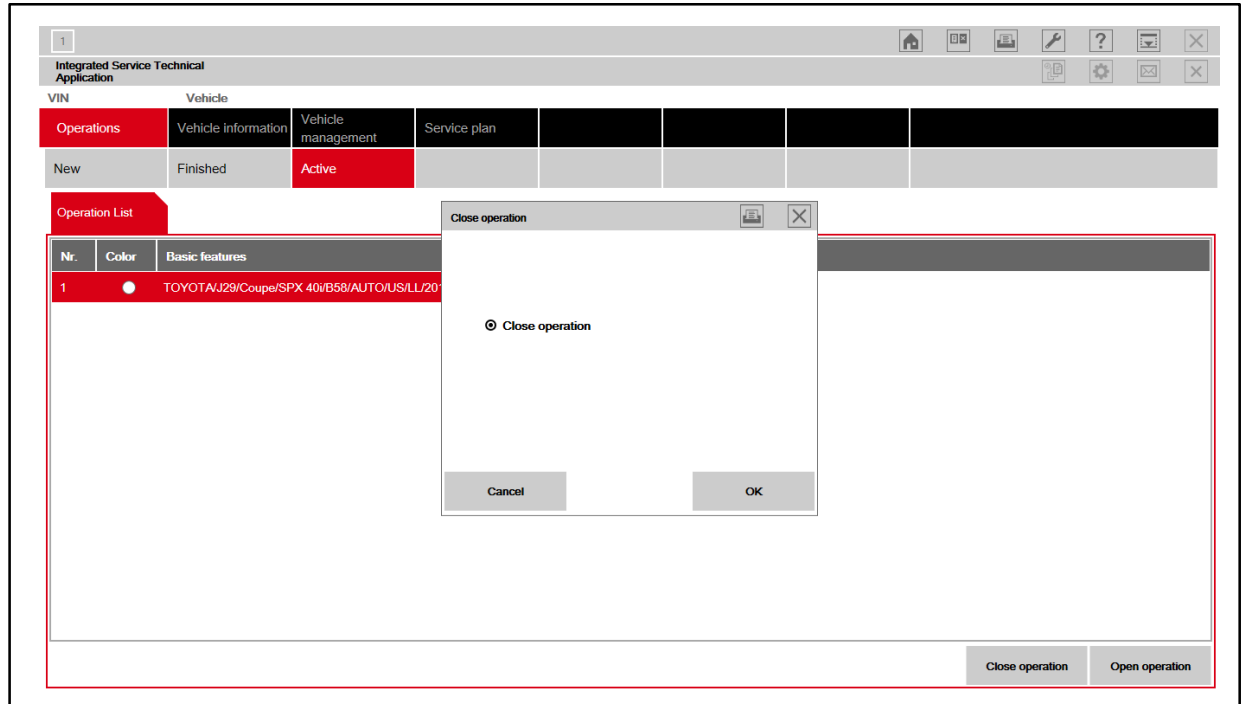 1
?
Integrated Service Technical
Application
VIN Vehicle
Operations Vehicle information Vehicle management Service plan
New Finished Active
Operation List
Close operation
Nr. Color Basic features
1 TOYOTA/J29/Coupe/SPX 40i/B58/AUTO/US/LL/201
Close operation
Cancel OK
Close operation Open operation